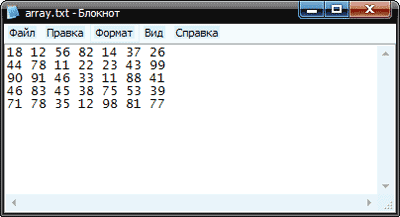 array.txt - Блокнот
Файл Правка Формат Вид Справка
18 12 56 82 14 37 26
44 78 11 22 23 43 99
90 91 46 33 11 88 41
46 83 45 38 75 53 39
71 78 35 12 98 81 77